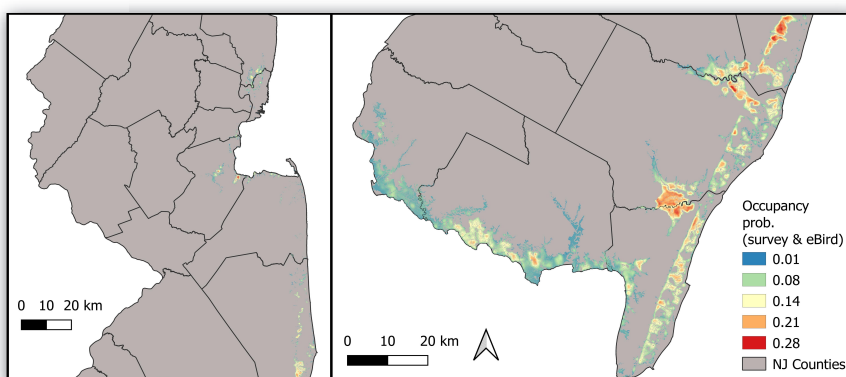 0 10 20 km
0 10 20 km
Occupancy
prob.
(survey & eBird)
0.01
0.08
0.14
0.21
0.28
NJ Counties